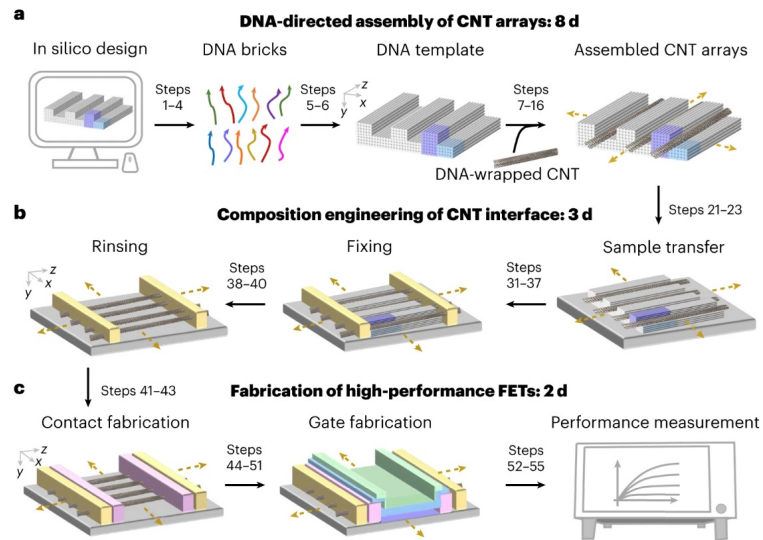 a
DNA-directed assembly of CNT arrays: 8 d
In silico design
DNA bricks
DNA template
Assembled CNT arrays
Steps
1–4
Steps
5–6
z
x
y
Steps
7–16
DNA-wrapped CNT
Steps 21–23
b
Composition engineering of CNT interface: 3 d
Rinsing
Fixing
Sample transfer
z
x
y
Steps
38–40
Steps
31–37
Steps 41–43
c
Fabrication of high-performance FETs: 2 d
Contact fabrication
Gate fabrication
Performance measurement
z
x
y
Steps
44–51
Steps
52–55